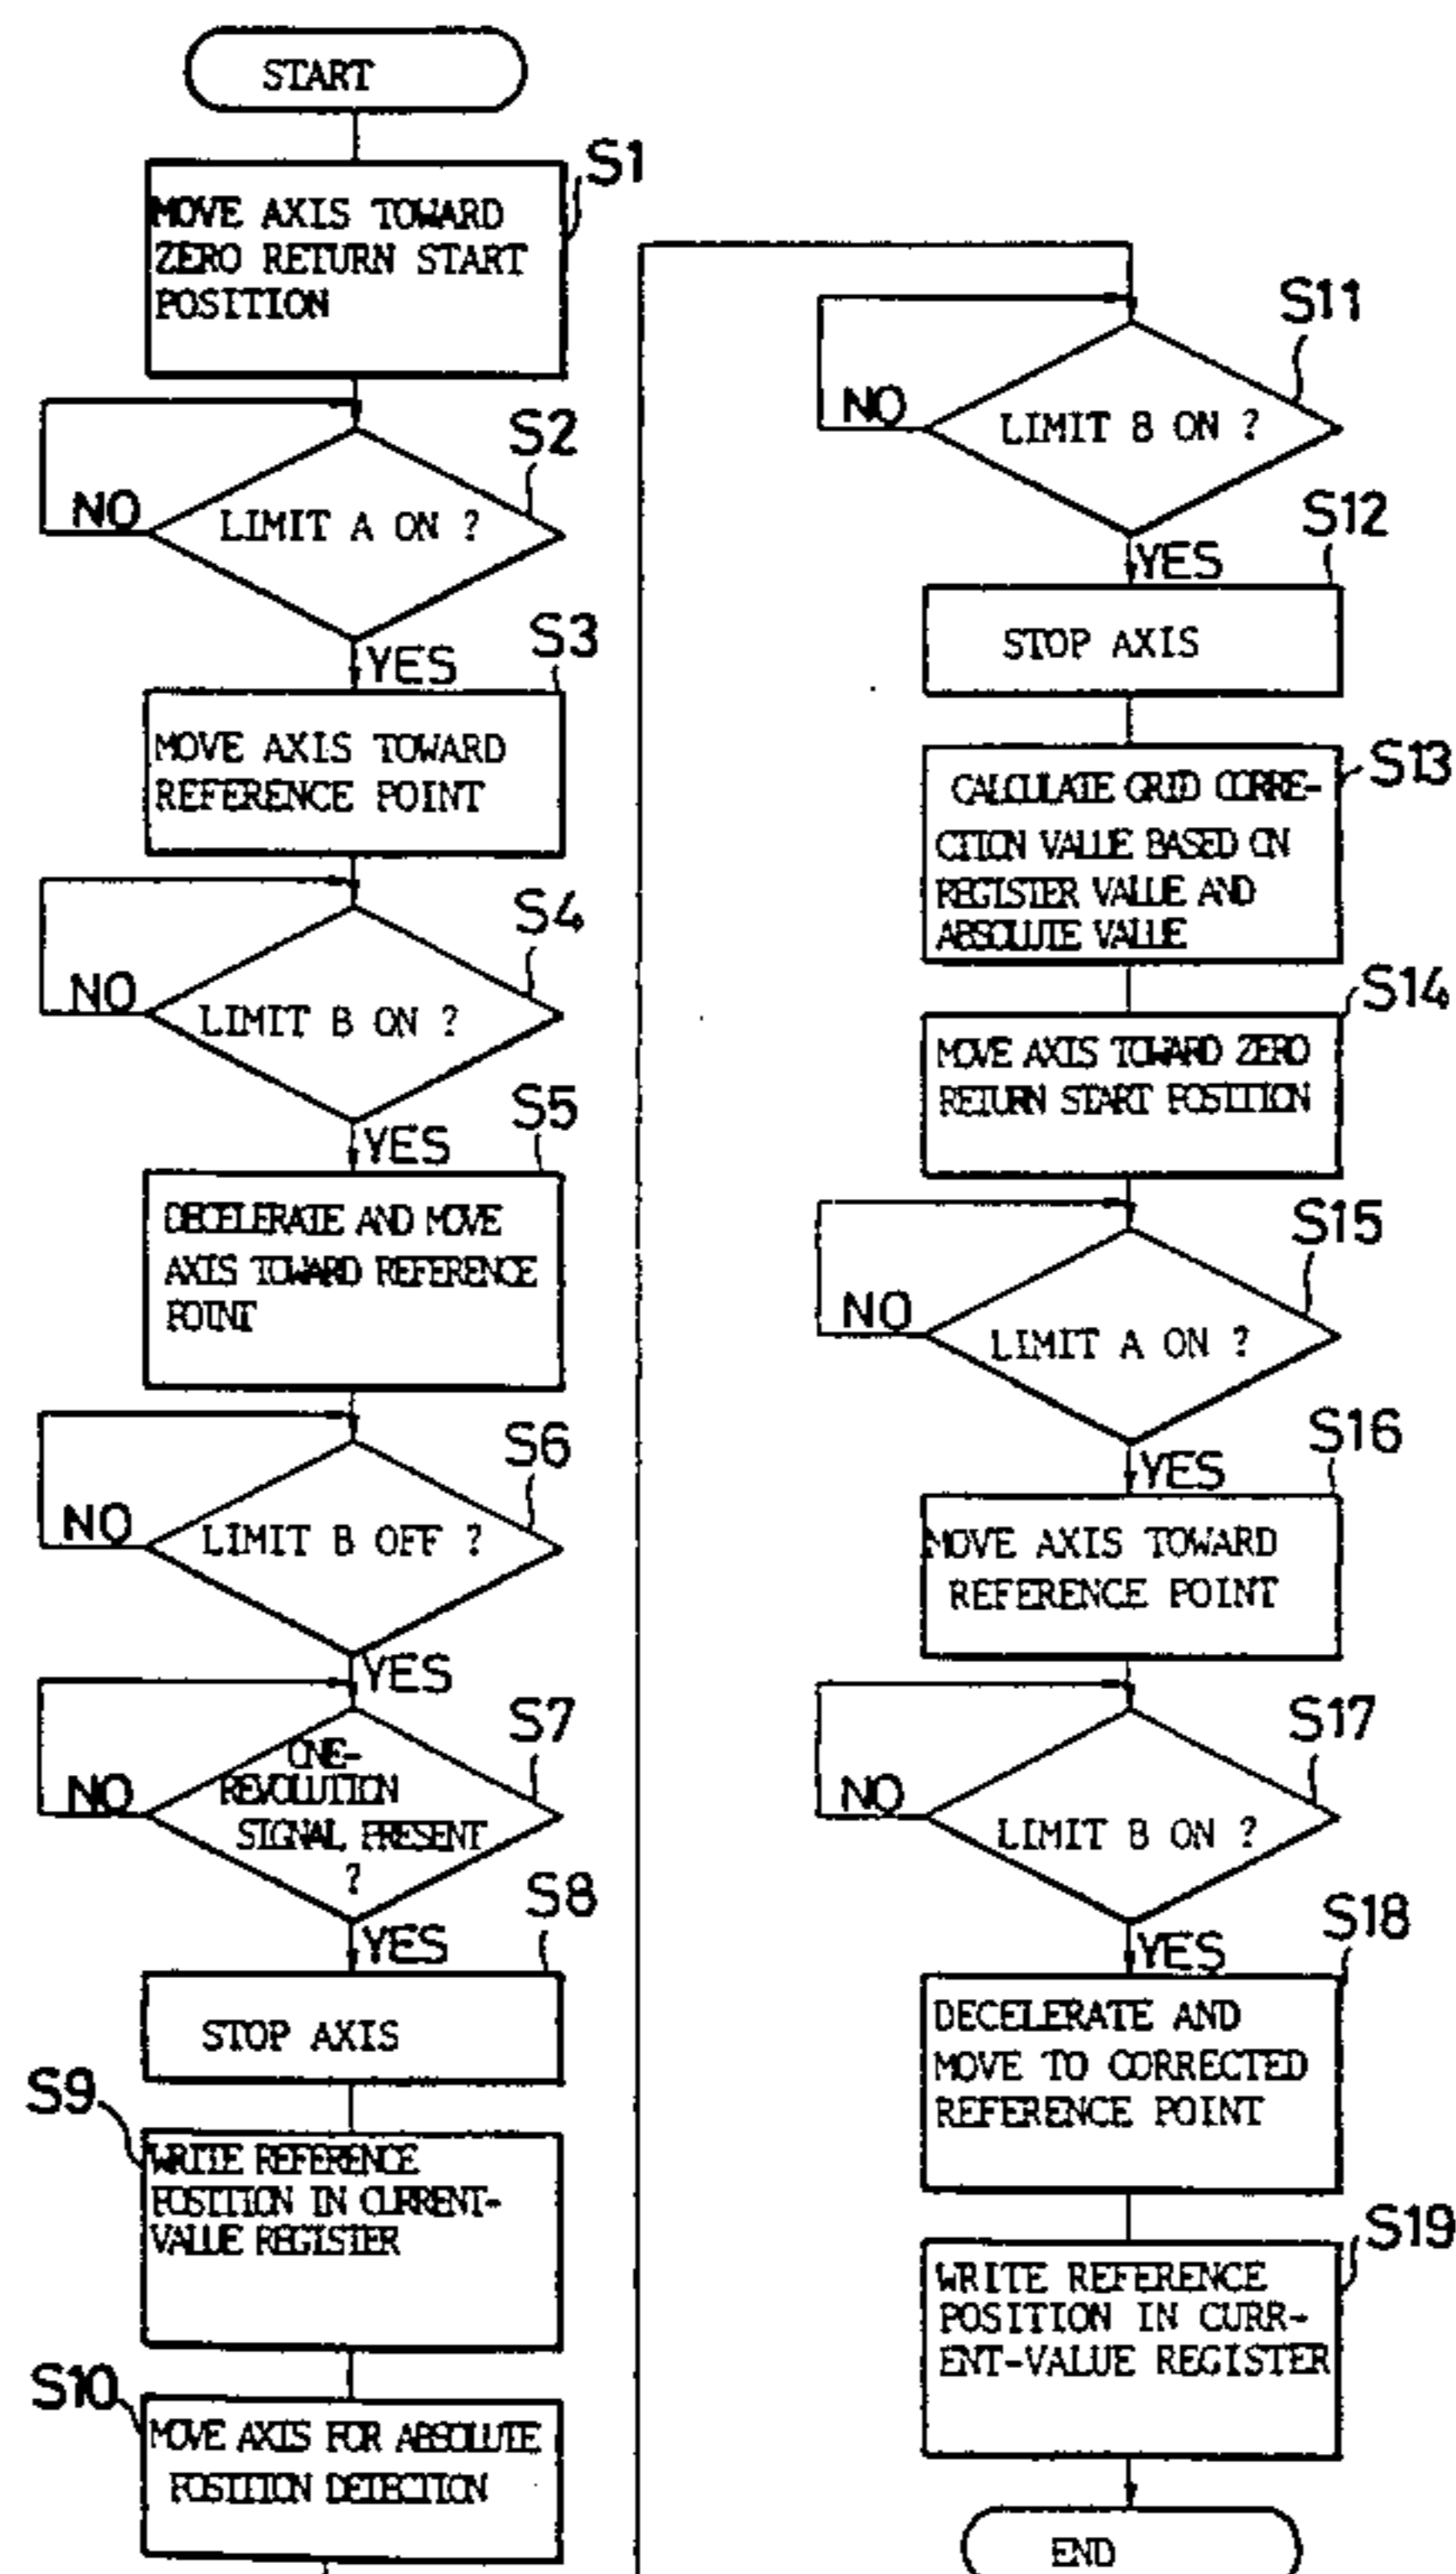 START
S1
MOVE AXIS TOWARD
ZERO RETURN START
POSITION
S2
NO
LIMIT A ON ?
YES
S3
MOVE AXIS TOWARD
REFERENCE POINT
S4
NO
LIMIT B ON ?
YES
S5
DECELERATE AND MOVE
AXIS TOWARD REFERENCE
POINT
S6
NO
LIMIT B OFF ?
YES
S7
NO
ONE-
REVOLUTION
SIGNAL PRESENT
?
YES
S8
STOP AXIS
S9
WRITE REFERENCE
POSITION IN CURRENT-
VALUE REGISTER
S10
MOVE AXIS FOR ABSOLUTE
POSITION DETECTION
S11
NO
LIMIT B ON ?
YES
S12
STOP AXIS
S13
CALCULATE GRID CORRE-
CTION VALUE BASED ON
REGISTER VALUE AND
ABSOLUTE VALUE
S14
MOVE AXIS TOWARD ZERO
RETURN START POSITION
S15
NO
LIMIT A ON ?
YES
S16
MOVE AXIS TOWARD
REFERENCE POINT
S17
NO
LIMIT B ON ?
YES
S18
DECELERATE AND
MOVE TO CORRECTED
REFERENCE POINT
S19
WRITE REFERENCE
POSITION IN CURR-
ENT-VALUE REGISTER
END